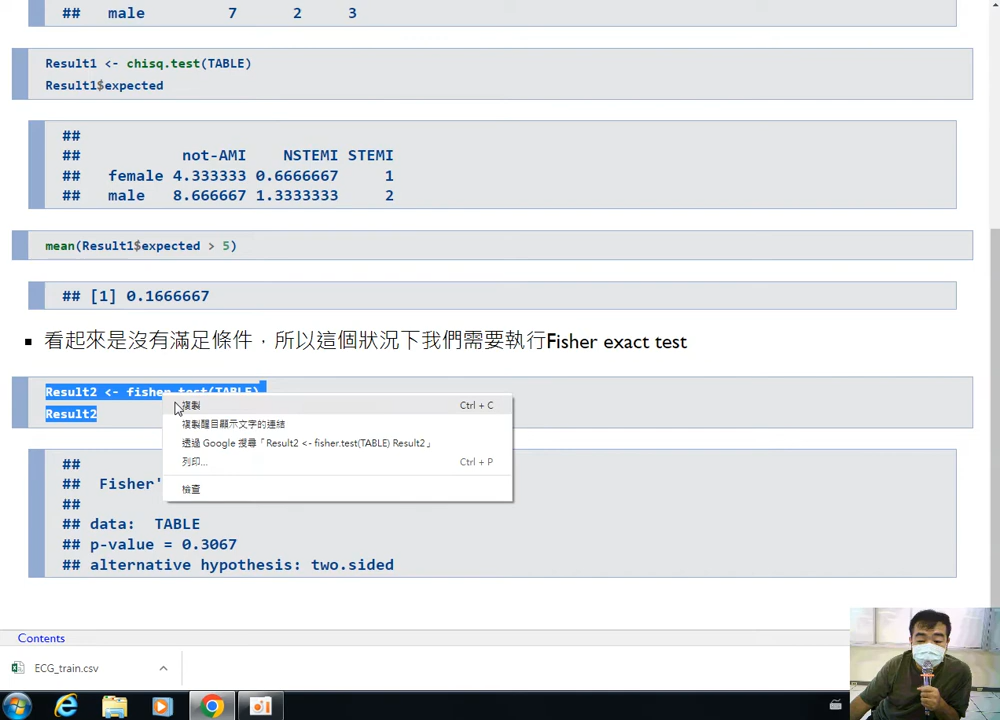 ##   male         7     2     3
Result1 <- chisq.test(TABLE)
Result1$expected
##
##           not-AMI    NSTEMI STEMI
##   female 4.333333 0.6666667     1
##   male   8.666667 1.3333333     2
mean(Result1$expected > 5)
## [1] 0.1666667
▪ 看起來是沒有滿足條件，所以這個狀況下我們需要執行Fisher exact test
Result2 <- fisher.test(TABLE)
Result2
複製 Ctrl + C
複製醒目顯示文字的連結
透過 Google 搜尋「Result2 <- fisher.test(TABLE) Result2」
列印... Ctrl + P
檢查
##
##  Fisher'
##
## data:  TABLE
## p-value = 0.3067
## alternative hypothesis: two.sided
Contents
ECG_train.csv